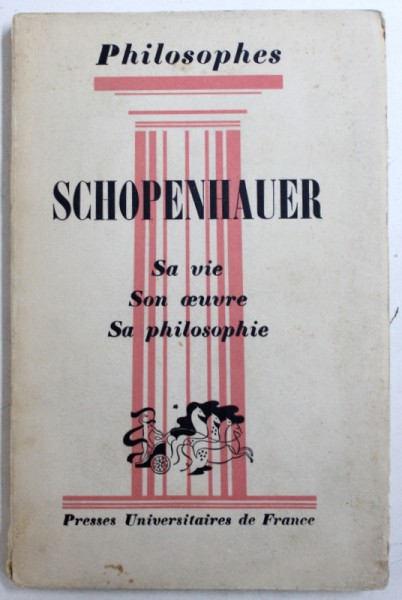 Philosophes
SCHOPENHAUER
Sa vie
Son œuvre
Sa philosophie
Presses Universitaires de France